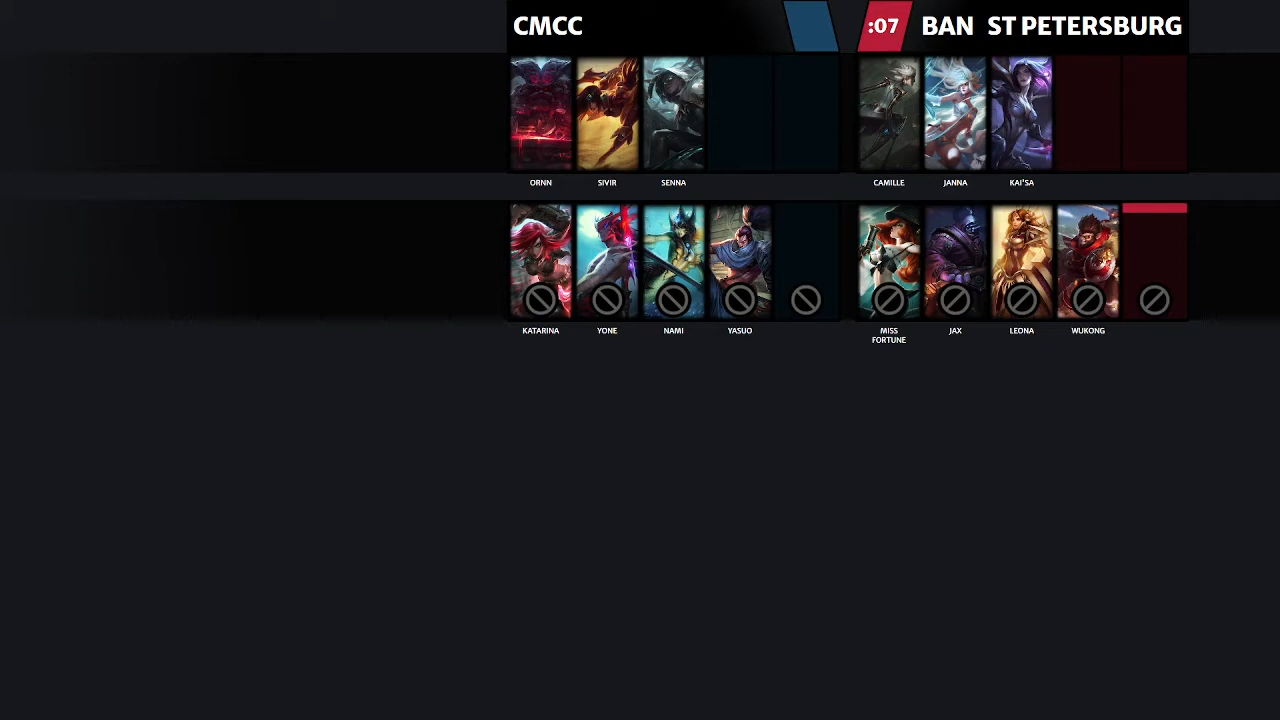 CMCC
:07 BAN ST PETERSBURG
ORNN SIVIR SENNA CAMILLE JANNA KAI'SA
KATARINA YONE NAMI YASUO MISS FORTUNE JAX LEONA WUKONG